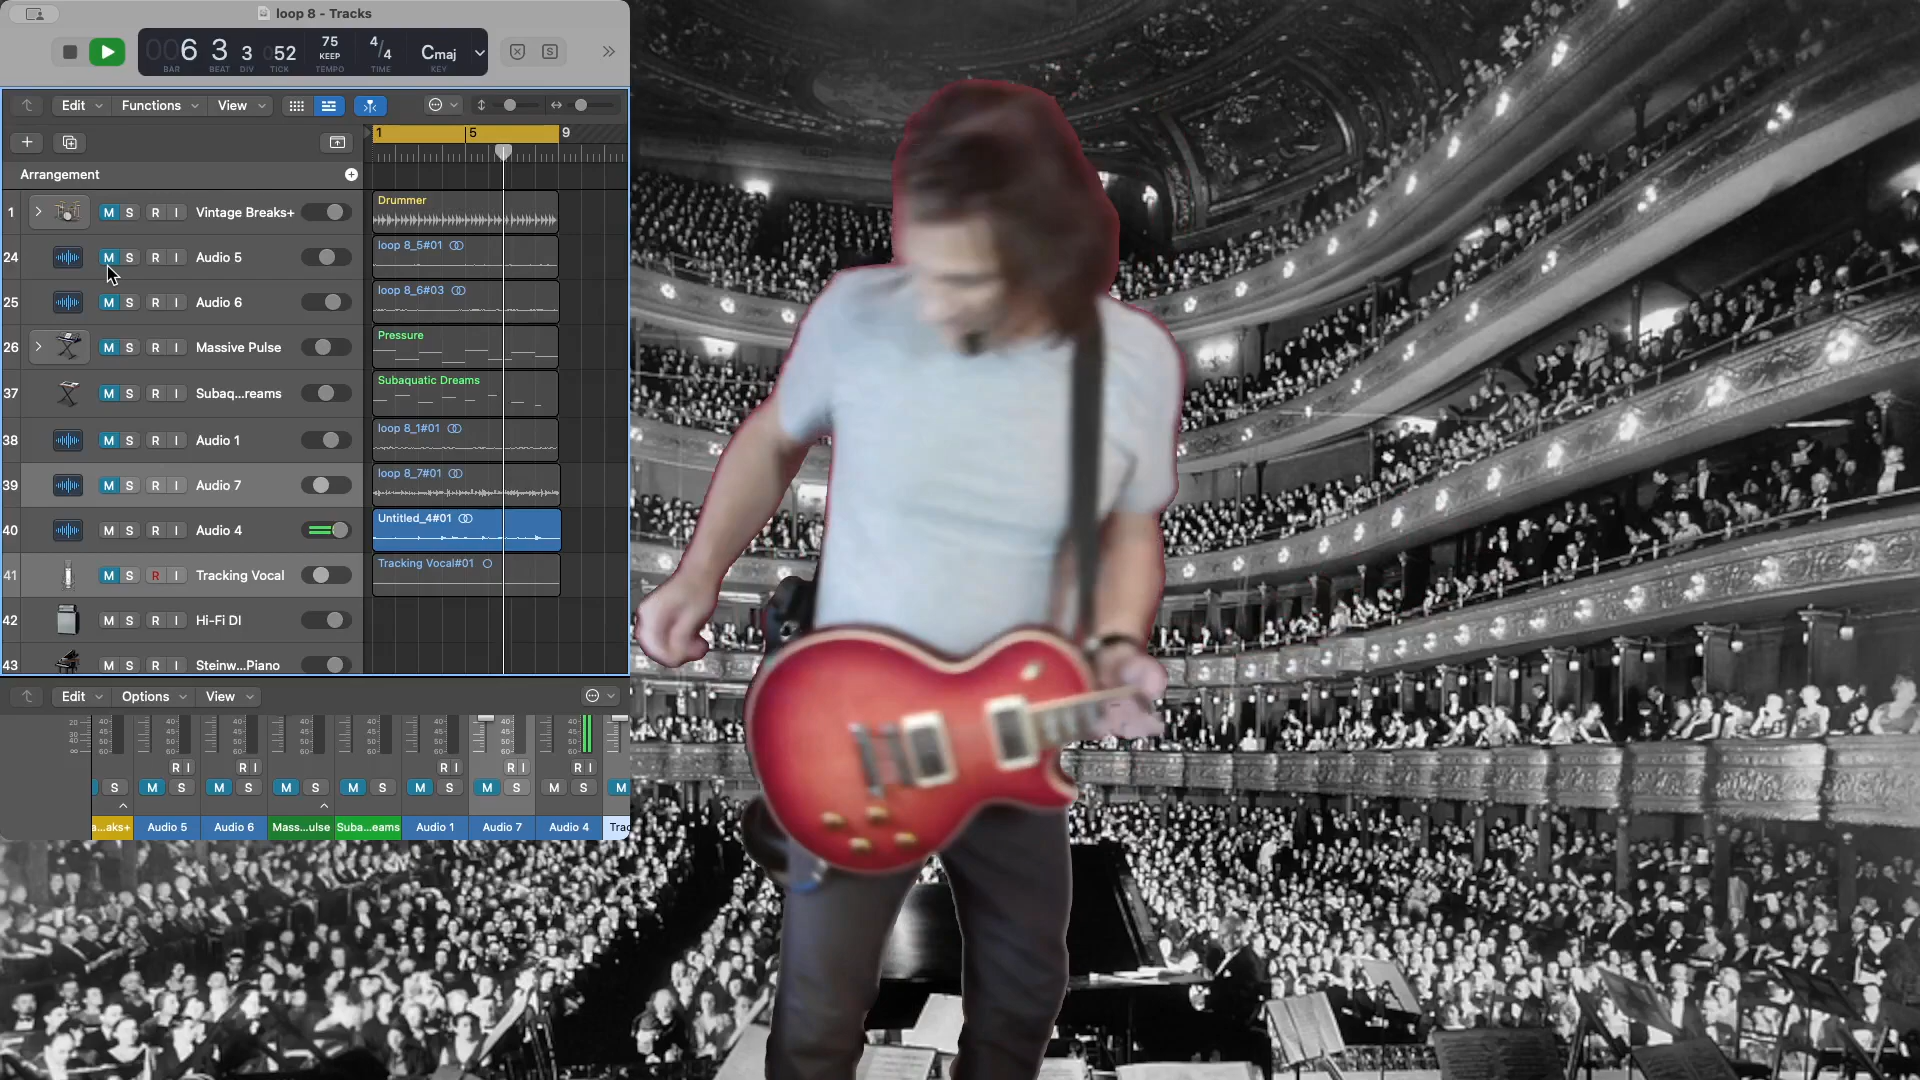 loop 8 - Tracks
006 3 3 052 75 KEEP 4/4 Cmaj
BAR BEAT DIV TICK TEMPO TIME KEY
Edit Functions View
1 5 9
Arrangement
1 M S R I Vintage Breaks+ Drummer
24 M S R I Audio 5 loop 8_5#01
25 M S R I Audio 6 loop 8_6#03
26 M S R I Massive Pulse Pressure
37 M S R I Subaq...reams Subaquatic Dreams
38 M S R I Audio 1 loop 8_1#01
39 M S R I Audio 7 loop 8_7#01
40 M S R I Audio 4 Untitled_4#01
41 M S R I Tracking Vocal Tracking Vocal#01
42 M S R I Hi-Fi DI
43 M S R I Steinw...Piano
Edit Options View
R I R I R I R I R I
S M S M S M S M S M S M S M S M
a...aks+ Audio 5 Audio 6 Mass...ulse Suba...eams Audio 1 Audio 7 Audio 4 Trac